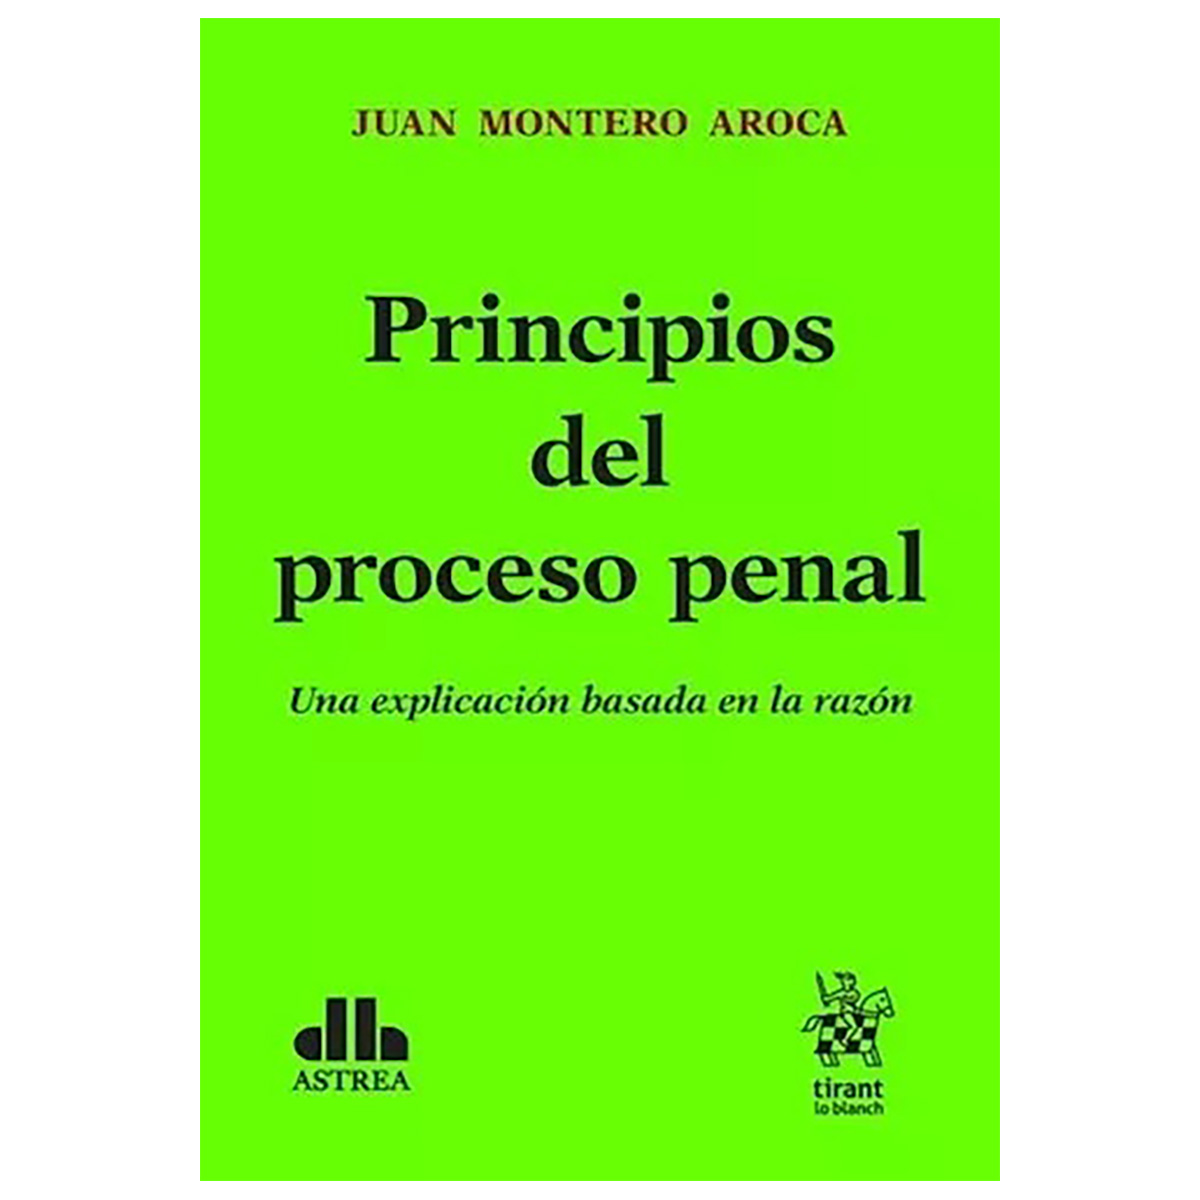 JUAN MONTERO AROCA
Principios
del
proceso penal
Una explicación basada en la razón
ASTREA
tirant
lo blanch